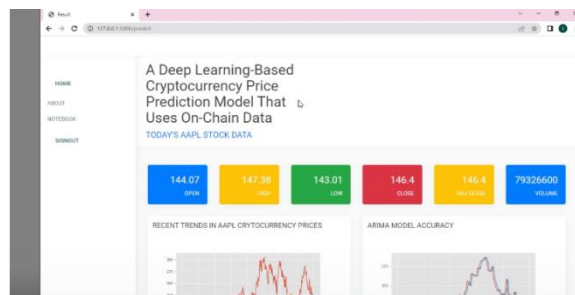 Result
127.0.0.1:5000/predict
HOME
ABOUT
NOTEBOOK
SIGNOUT
A Deep Learning-Based
Cryptocurrency Price
Prediction Model That
Uses On-Chain Data
TODAY'S AAPL STOCK DATA
144.07
OPEN
147.38
HIGH
143.01
LOW
146.4
CLOSE
146.4
ADJ CLOSE
79326600
VOLUME
RECENT TRENDS IN AAPL CRYTOCURRENCY PRICES
ARIMA MODEL ACCURACY